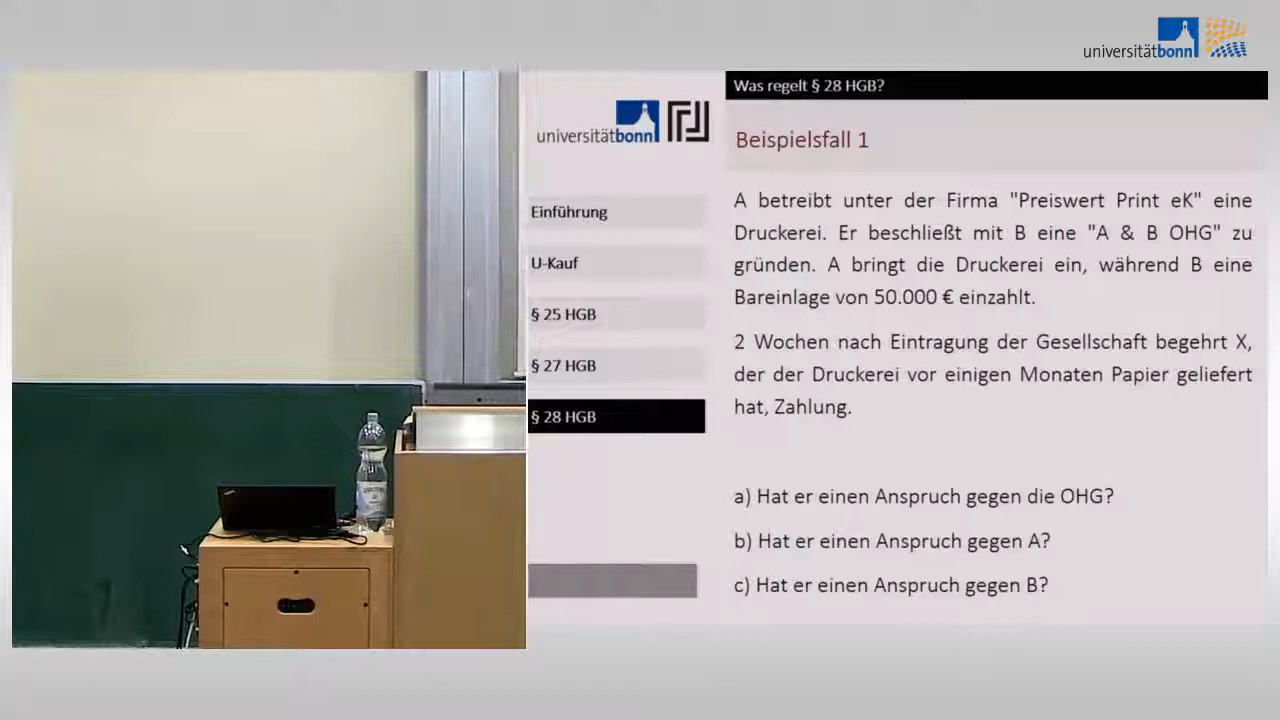 universitätbonn
Was regelt § 28 HGB?
universitätbonn
Beispielsfall 1
Einführung
U-Kauf
§ 25 HGB
§ 27 HGB
§ 28 HGB
A betreibt unter der Firma "Preiswert Print eK" eine
Druckerei. Er beschließt mit B eine "A & B OHG" zu
gründen. A bringt die Druckerei ein, während B eine
Bareinlage von 50.000 € einzahlt.
2 Wochen nach Eintragung der Gesellschaft begehrt X,
der der Druckerei vor einigen Monaten Papier geliefert
hat, Zahlung.
a) Hat er einen Anspruch gegen die OHG?
b) Hat er einen Anspruch gegen A?
c) Hat er einen Anspruch gegen B?